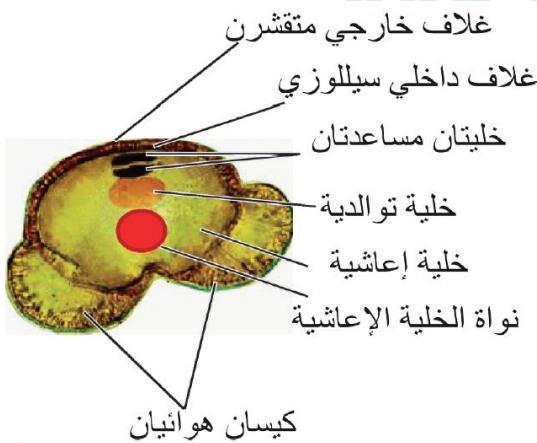 غلاف خارجي متقشرن
غلاف داخلي سيللوزي
خليتان مساعدتان
خلية توالدية
خلية إعاشية
نواة الخلية الإعاشية
كيسان هوائيان